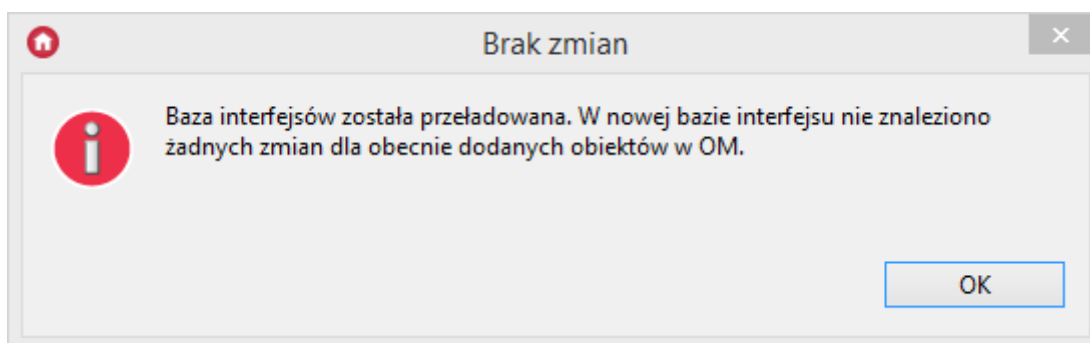 Brak zmian
Baza interfejsów została przeładowana. W nowej bazie interfejsu nie znaleziono
żadnych zmian dla obecnie dodanych obiektów w OM.
OK